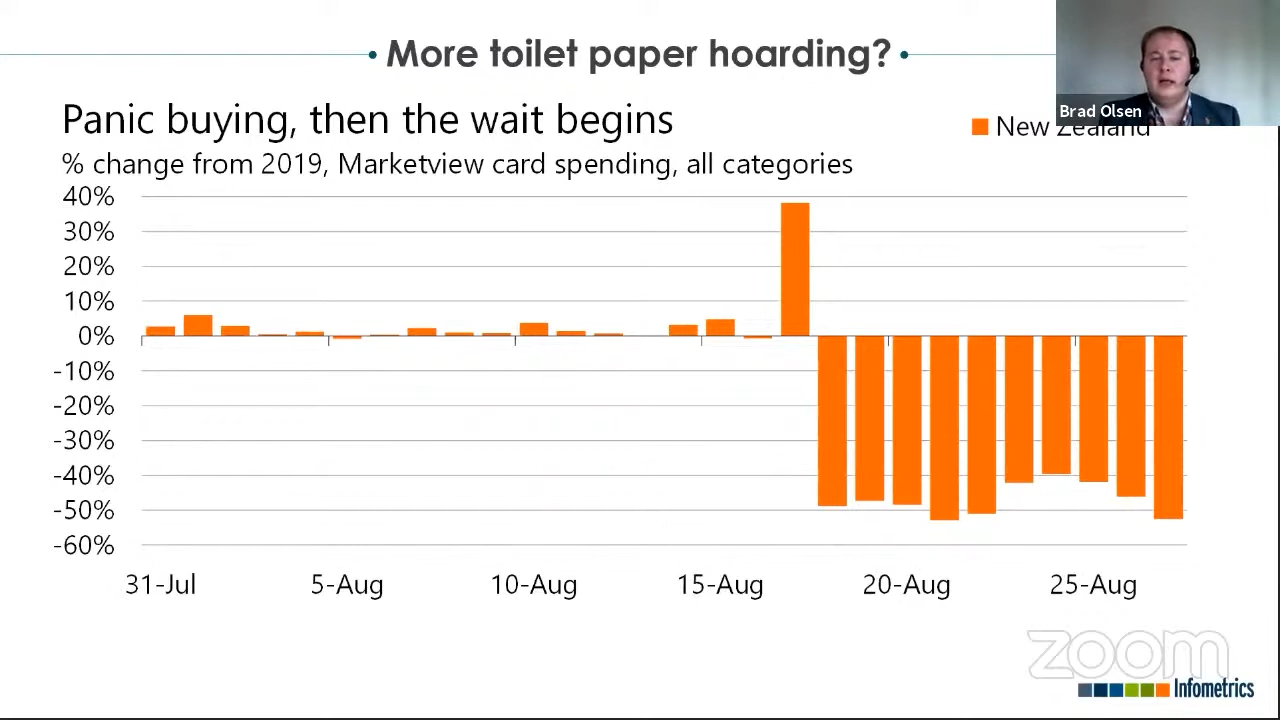 More toilet paper hoarding?
Brad Olsen
Panic buying, then the wait begins
New Zealand
% change from 2019, Marketview card spending, all categories
40%
30%
20%
10%
0%
-10%
-20%
-30%
-40%
-50%
-60%
31-Jul 5-Aug 10-Aug 15-Aug 20-Aug 25-Aug
zoom
Infometrics